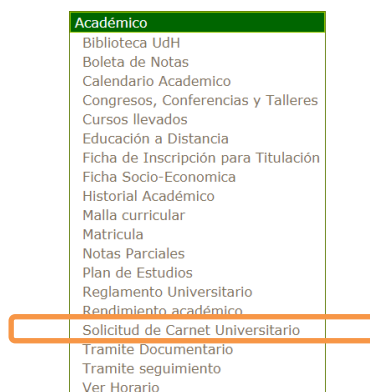 Académico
Biblioteca UdH
Boleta de Notas
Calendario Academico
Congresos, Conferencias y Talleres
Cursos llevados
Educación a Distancia
Ficha de Inscripción para Titulación
Ficha Socio-Economica
Historial Académico
Malla curricular
Matricula
Notas Parciales
Plan de Estudios
Reglamento Universitario
Rendimiento académico
Solicitud de Carnet Universitario
Tramite Documentario
Tramite seguimiento
Ver Horario